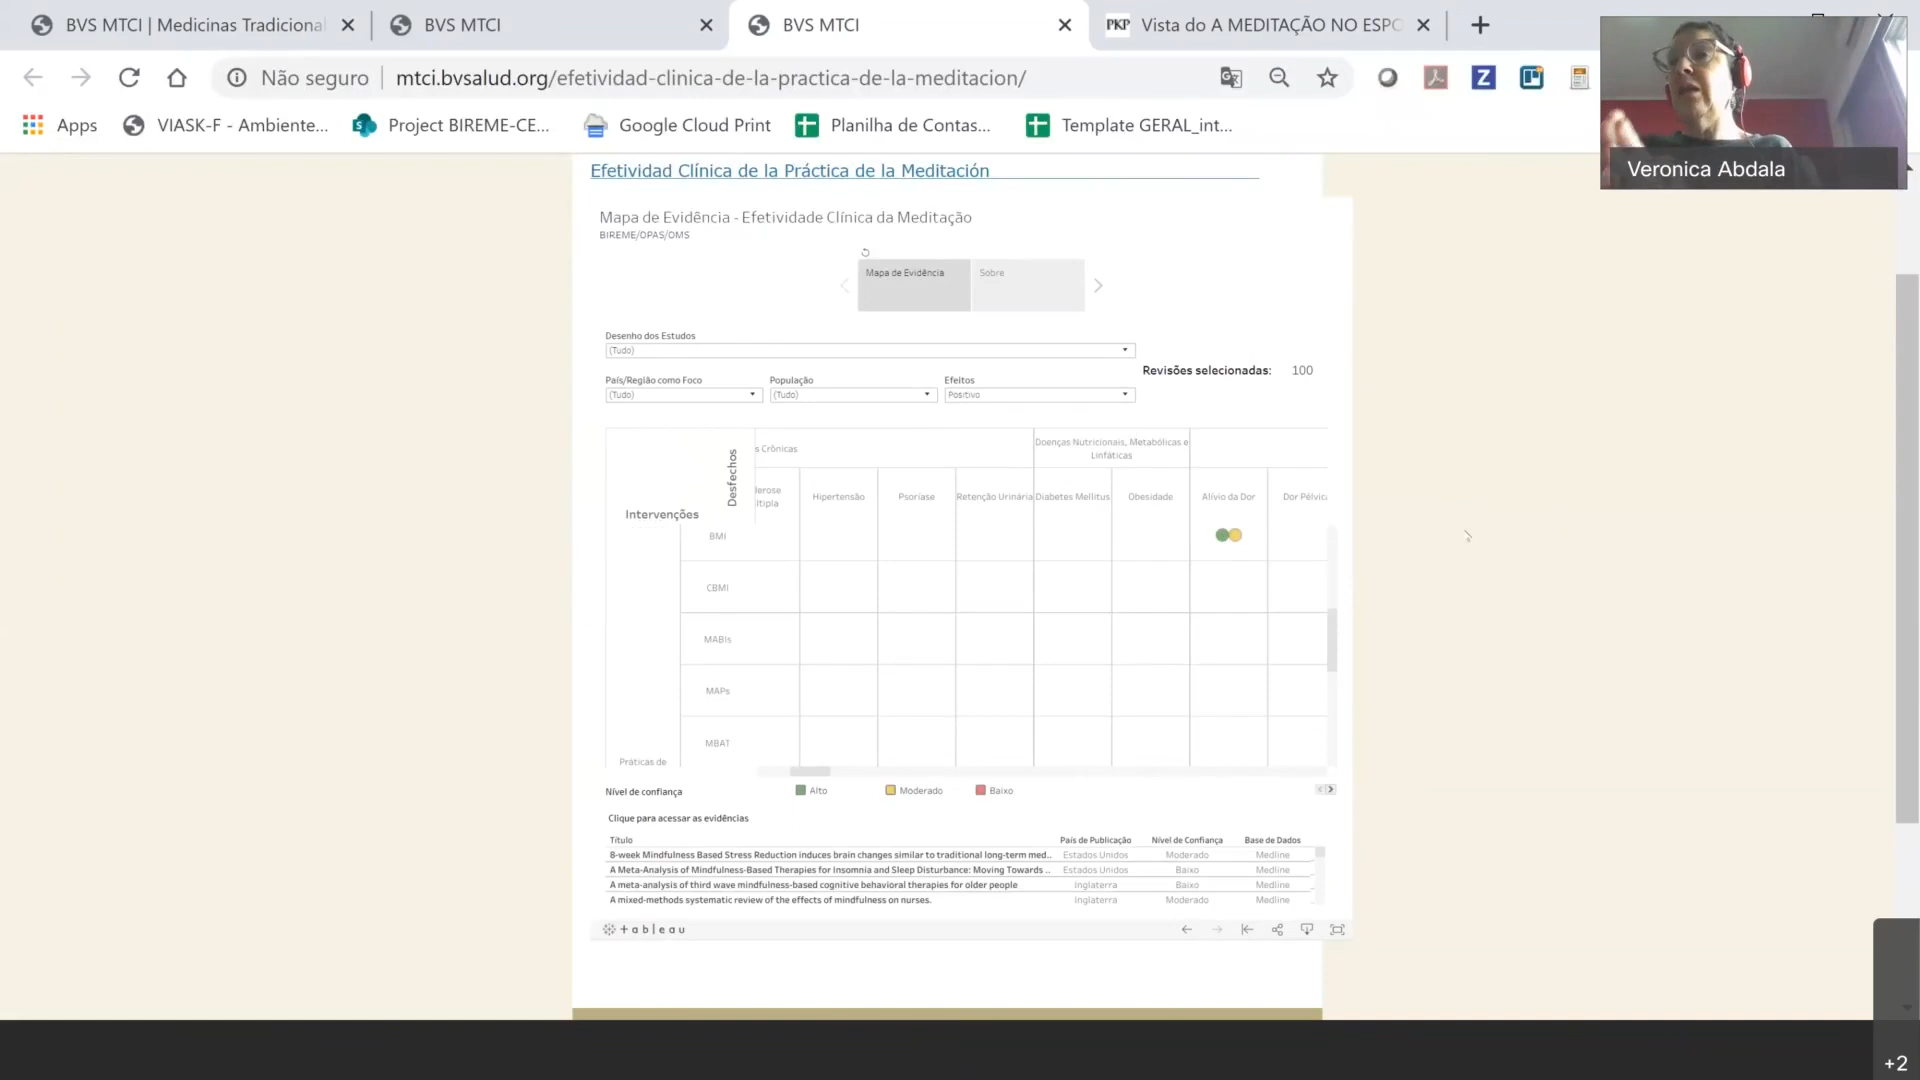 BVS MTCI | Medicinas Tradiciona
BVS MTCI
BVS MTCI
PKP Vista do A MEDITAÇÃO NO ESPO
Não seguro
mtci.bvsalud.org/efetividad-clinica-de-la-practica-de-la-meditacion/
Apps
VIASK-F - Ambiente...
Project BIREME-CE...
Google Cloud Print
Planilha de Contas...
Template GERAL_int...
Veronica Abdala
Efetividad Clínica de la Práctica de la Meditación
Mapa de Evidência - Efetividade Clínica da Meditação
BIREME/OPAS/OMS
Mapa de Evidência
Sobre
Desenho dos Estudos
(Tudo)
Revisões selecionadas: 100
País/Região como Foco
População
Efeitos
(Tudo)
(Tudo)
Positivo
Desfechos
Intervenções
s Crônicas
Doenças Nutricionais, Metabólicas e
Linfáticas
lerose
ltipla
Hipertensão
Psoríase
Retenção Urinária
Diabetes Mellitus
Obesidade
Alívio da Dor
Dor Pélvic
BMI
CBMI
MABIs
MAPs
MBAT
Práticas de
Nível de confiança
Alto
Moderado
Baixo
Clique para acessar as evidências
Título
País de Publicação
Nível de Confiança
Base de Dados
8-week Mindfulness Based Stress Reduction induces brain changes similar to traditional long-term med.. Estados Unidos Moderado Medline
A Meta-Analysis of Mindfulness-Based Therapies for Insomnia and Sleep Disturbance: Moving Towards .. Estados Unidos Baixo Medline
A meta-analysis of third wave mindfulness-based cognitive behavioral therapies for older people Inglaterra Baixo Medline
A mixed-methods systematic review of the effects of mindfulness on nurses. Inglaterra Moderado Medline
+ a b l e a u
+2